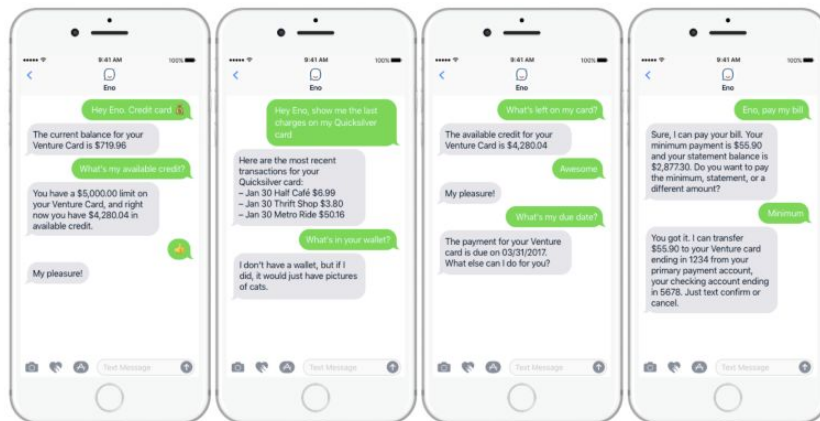 9:41 AM
100%
Eno
Hey Eno. Credit card 💰
The current balance for your
Venture Card is $719.96
What's my available credit?
You have a $5,000.00 limit on
your Venture Card, and right
now you have $4,280.04 in
available credit.
👍
My pleasure!
Text Message
9:41 AM
100%
Eno
Hey Eno, show me the last
charges on my Quicksilver
card
Here are the most recent
transactions for your
Quicksilver card:
– Jan 30 Half Café $6.99
– Jan 30 Thrift Shop $3.80
– Jan 30 Metro Ride $50.16
What's in your wallet?
I don't have a wallet, but if I
did, it would just have pictures
of cats.
Text Message
9:41 AM
100%
Eno
What's left on my card?
The available credit for your
Venture Card is $4,280.04
Awesome
My pleasure!
What's my due date?
The payment for your Venture
card is due on 03/31/2017.
What else can I do for you?
Text Message
9:41 AM
100%
Eno
Eno, pay my bill
Sure, I can pay your bill. Your
minimum payment is $55.90
and your statement balance is
$2,877.30. Do you want to pay
the minimum, statement, or a
different amount?
Minimum
You got it. I can transfer
$55.90 to your Venture card
ending in 1234 from your
primary payment account,
your checking account ending
in 5678. Just text confirm or
cancel.
Text Message